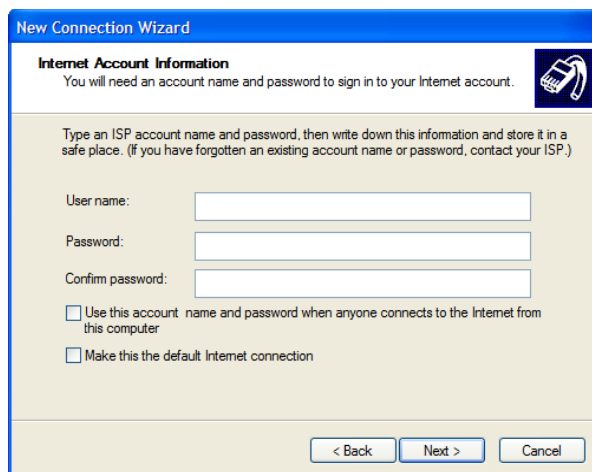 New Connection Wizard
Internet Account Information
You will need an account name and password to sign in to your Internet account.
Type an ISP account name and password, then write down this information and store it in a
safe place. (If you have forgotten an existing account name or password, contact your ISP.)
User name:
Password:
Confirm password:
Use this account name and password when anyone connects to the Internet from
this computer
Make this the default Internet connection
< Back
Next >
Cancel